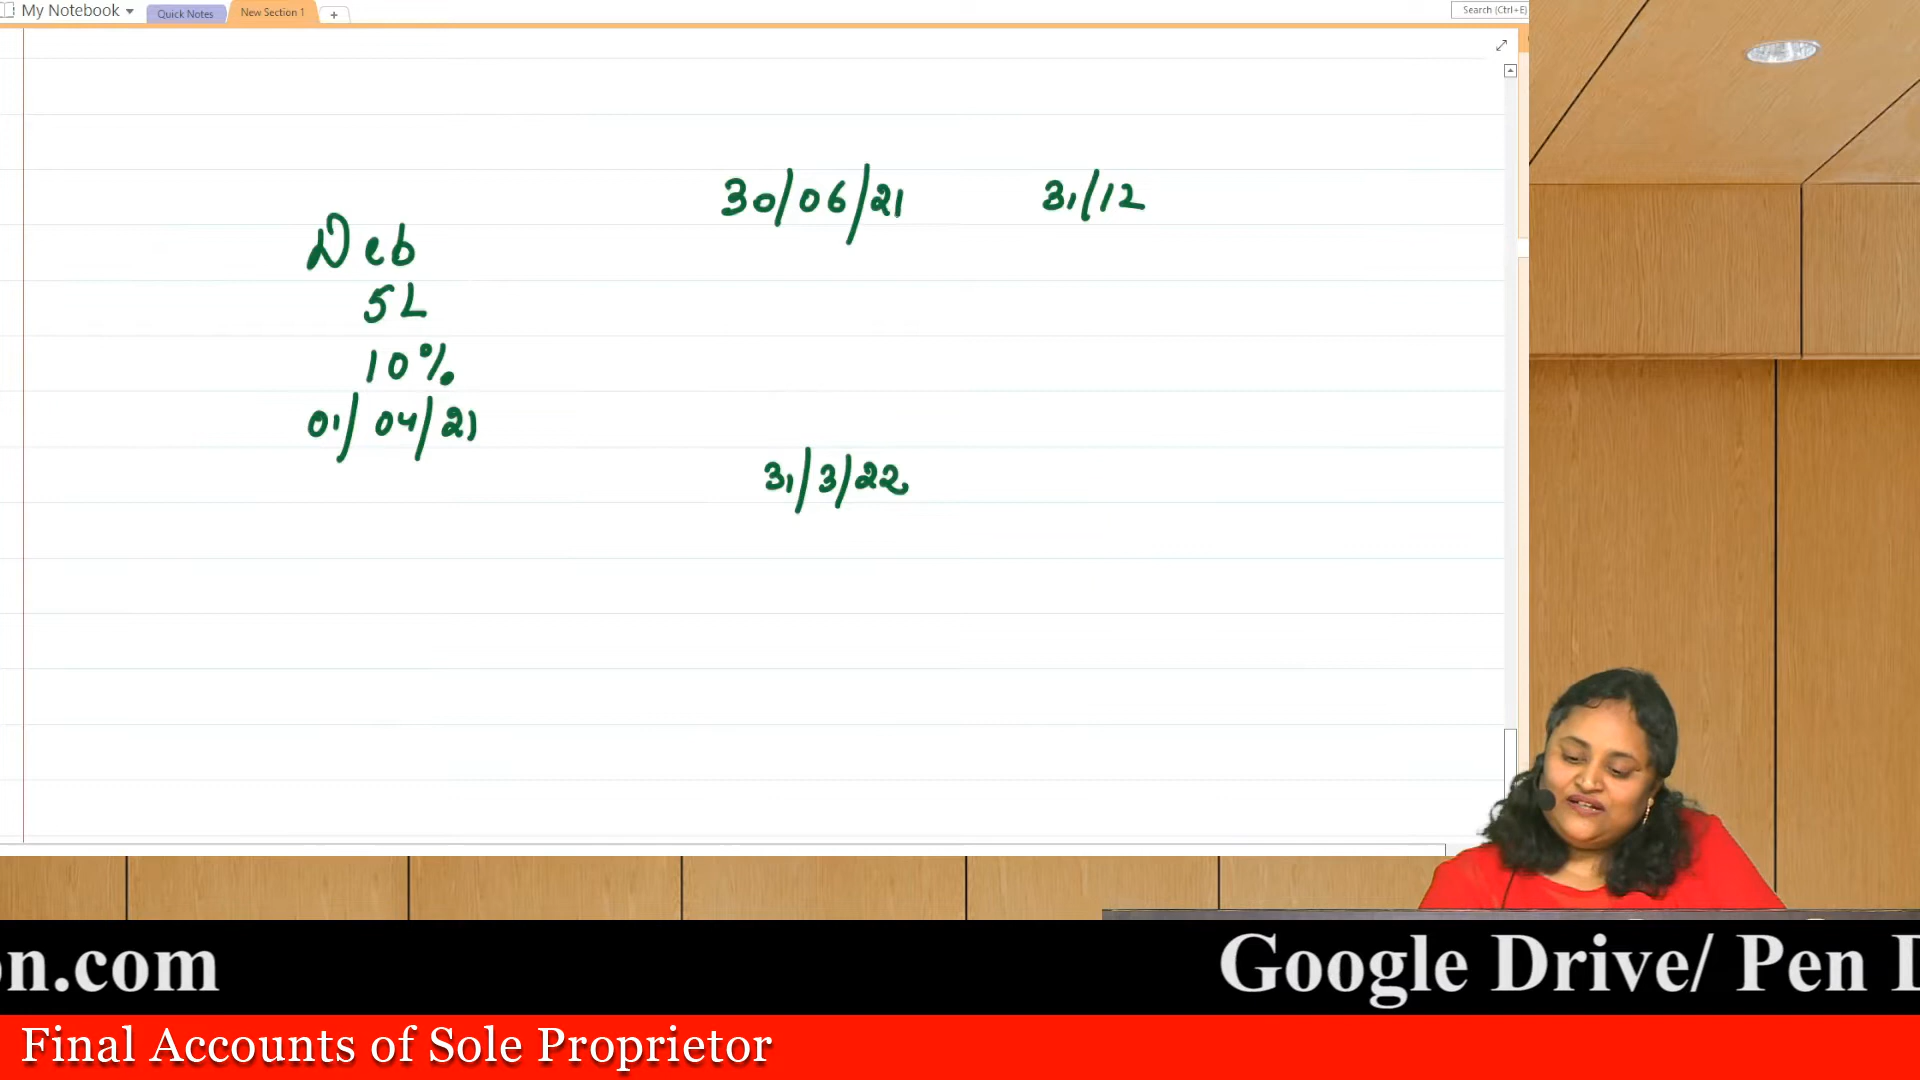 My Notebook
Quick Notes
New Section 1
+
Search (Ctrl+E)
30/06/21
31/12
Deb
5L
10%
01/04/21
31/3/22
on.com
Google Drive/ Pen D
Final Accounts of Sole Proprietor